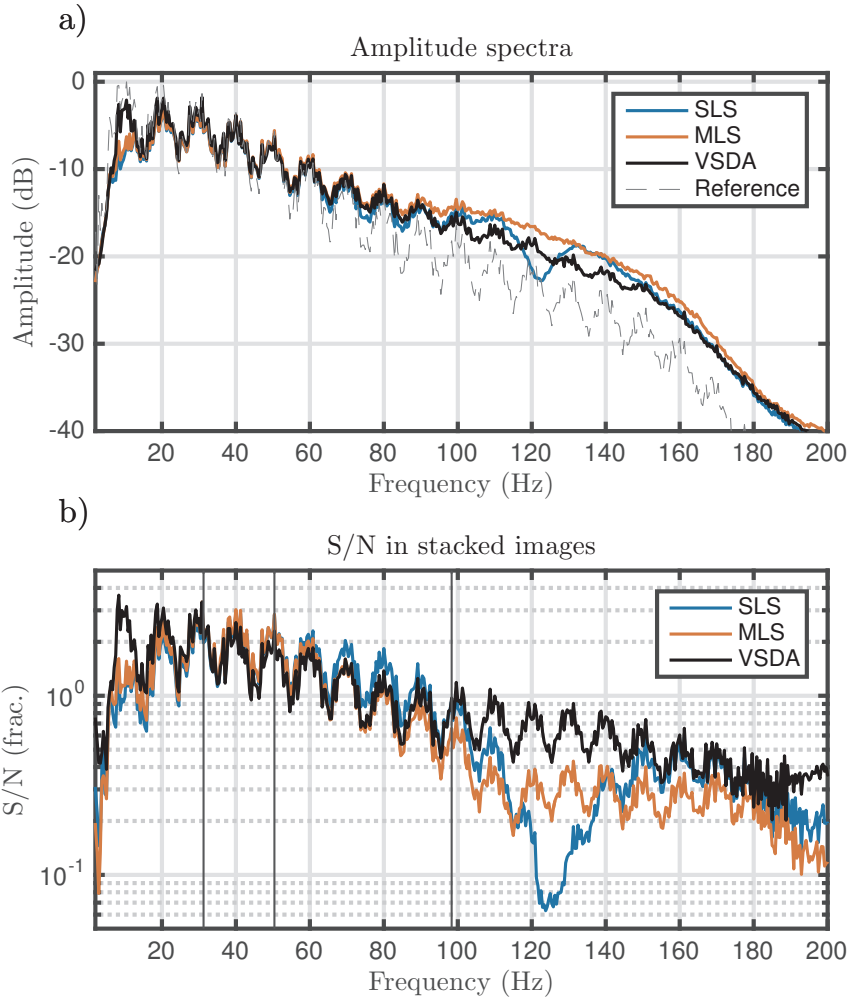 a)
Amplitude spectra
0
-10
-20
-30
-40
Amplitude (dB)
SLS
MLS
VSDA
Reference
20 40 60 80 100 120 140 160 180 200
Frequency (Hz)
b)
S/N in stacked images
10^0
10^-1
S/N (frac.)
SLS
MLS
VSDA
20 40 60 80 100 120 140 160 180 200
Frequency (Hz)